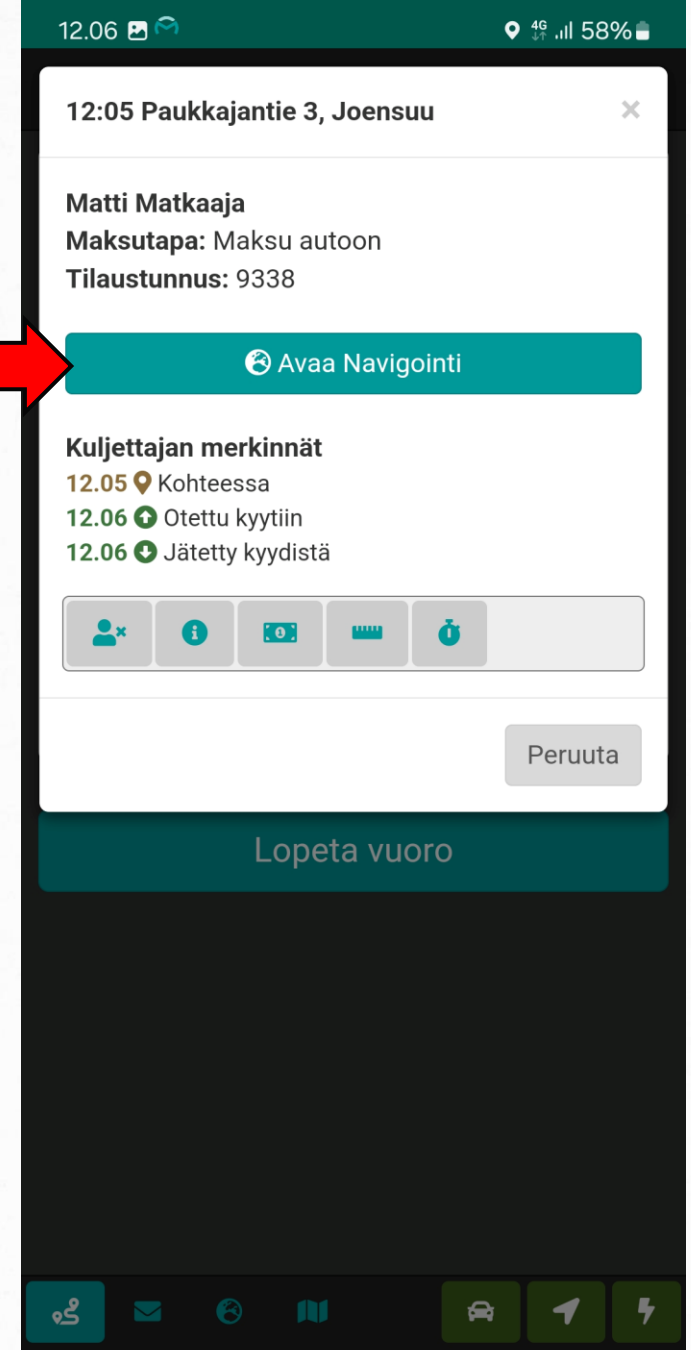 12.06 4G 58%
12:05 Paukkajantie 3, Joensuu ×
Matti Matkaaja
Maksutapa: Maksu autoon
Tilaustunnus: 9338
Avaa Navigointi
Kuljettajan merkinnät
12.05 Kohteessa
12.06 Otettu kyytiin
12.06 Jätetty kyydistä
Peruuta
Lopeta vuoro